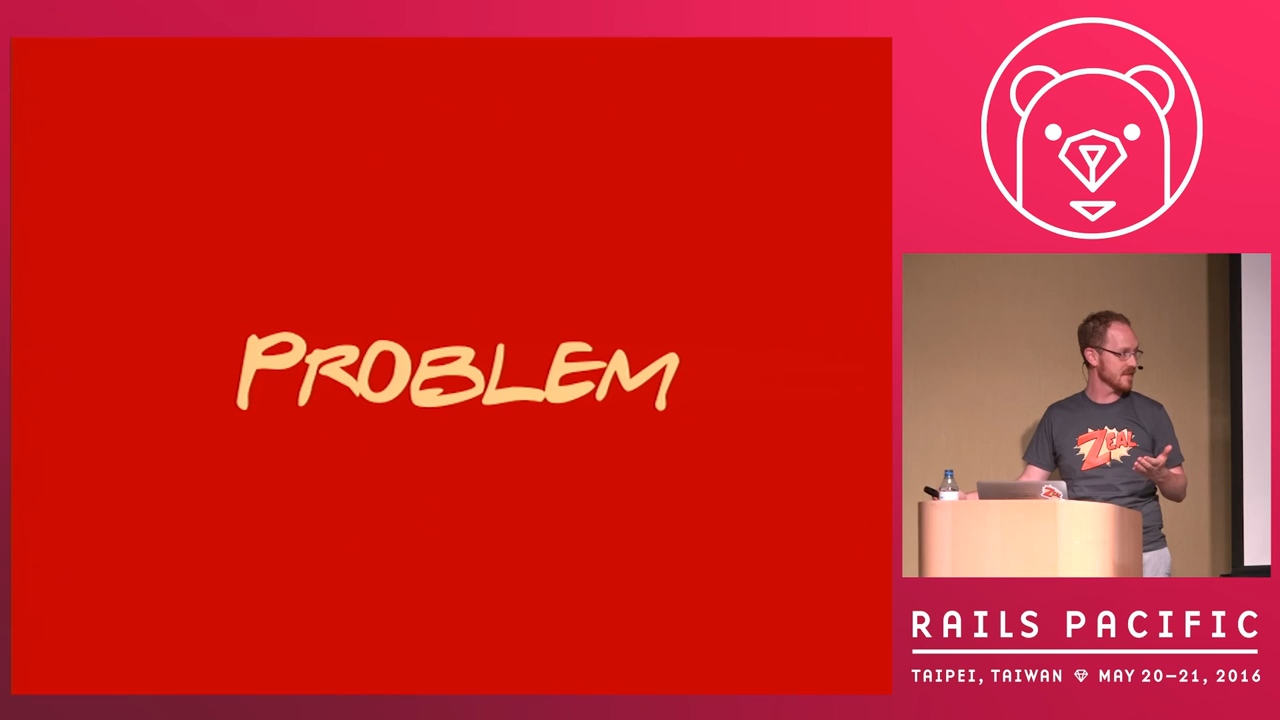 PROBLEM
ZEAL
RAILS PACIFIC
TAIPEI, TAIWAN MAY 20–21, 2016